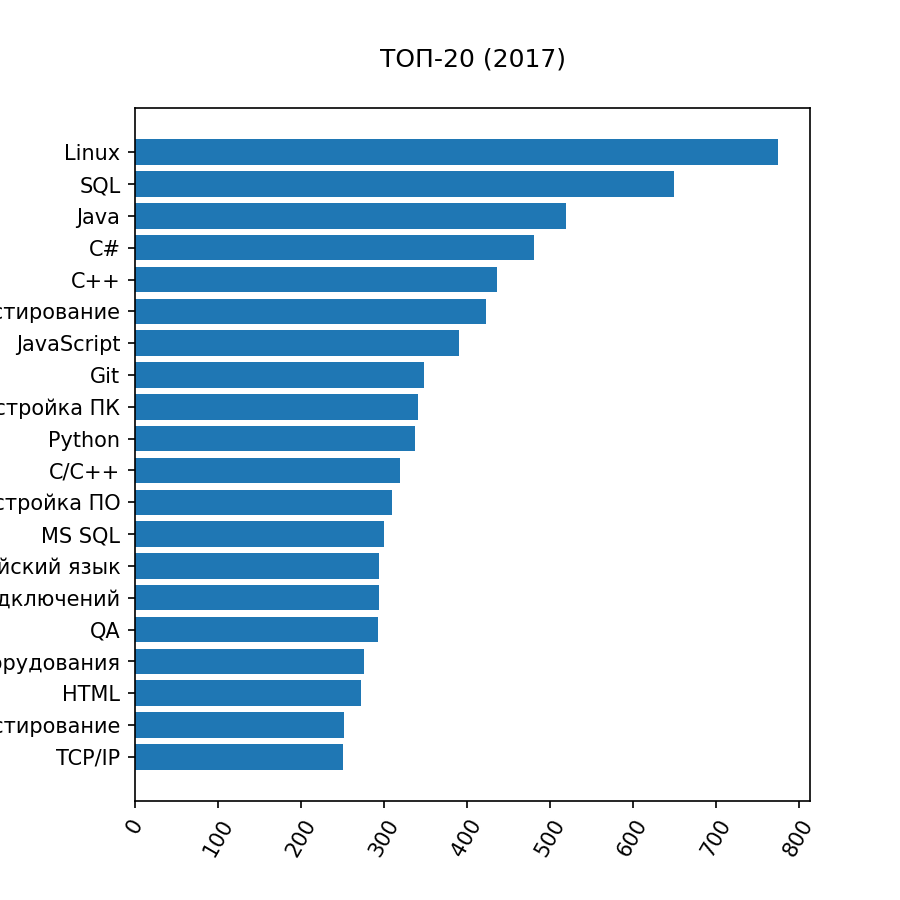 ТОП-20 (2017)
Linux
SQL
Java
C#
C++
стирование
JavaScript
Git
стройка ПК
Python
C/C++
стройка ПО
MS SQL
йский язык
дключений
QA
рудования
HTML
стирование
TCP/IP
0 100 200 300 400 500 600 700 800